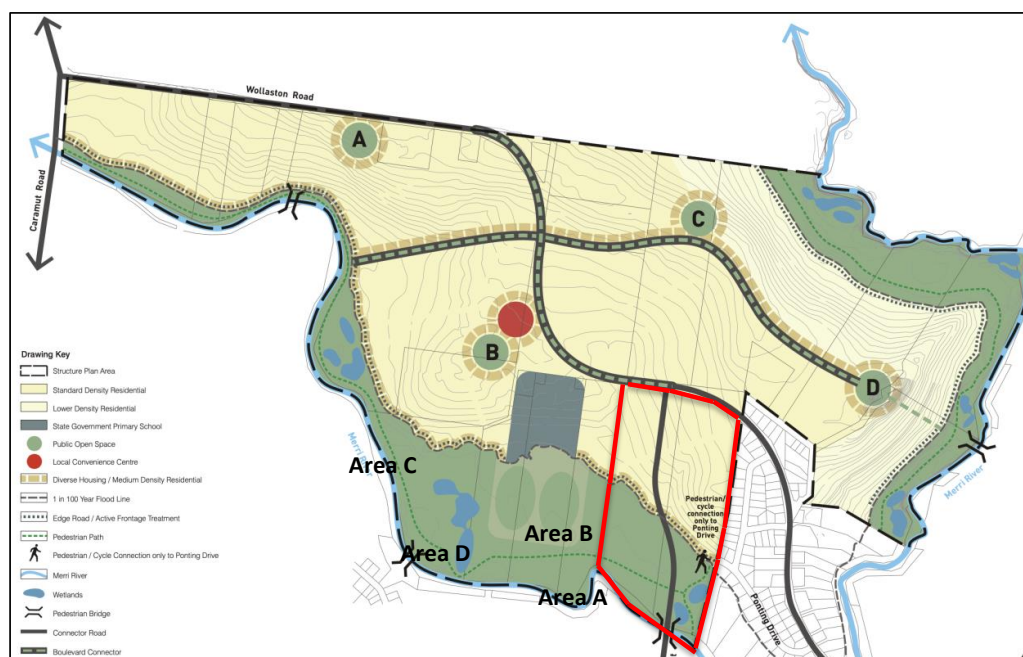 Wollaston Road
Caramut Road
A
C
B
D
Drawing Key
Structure Plan Area
Standard Density Residential
Lower Density Residential
State Government Primary School
Public Open Space
Local Convenience Centre
Diverse Housing / Medium Density Residential
1 in 100 Year Flood Line
Edge Road / Active Frontage Treatment
Pedestrian Path
Pedestrian / Cycle Connection only to Ponting Drive
Merri River
Wetlands
Pedestrian Bridge
Connector Road
Boulevard Connector
Merri
Area C
Area D
Area B
Area A
Pedestrian/
cycle
connection
only to
Ponting
Drive
Ponting Drive
Merri River